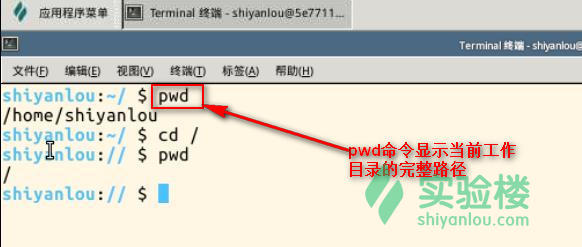 应用程序菜单 Terminal 终端 - shiyanlou@5e7711...
Terminal 终端 - shiyanlou@
文件(F) 编辑(E) 视图(V) 终端(T) 标签(A) 帮助(H)
shiyanlou:~/ $ pwd
/home/shiyanlou
shiyanlou:~/ $ cd /
shiyanlou:// $ pwd
/
shiyanlou:// $
pwd命令显示当前工作
目录的完整路径
实验楼
shiyanlou.com